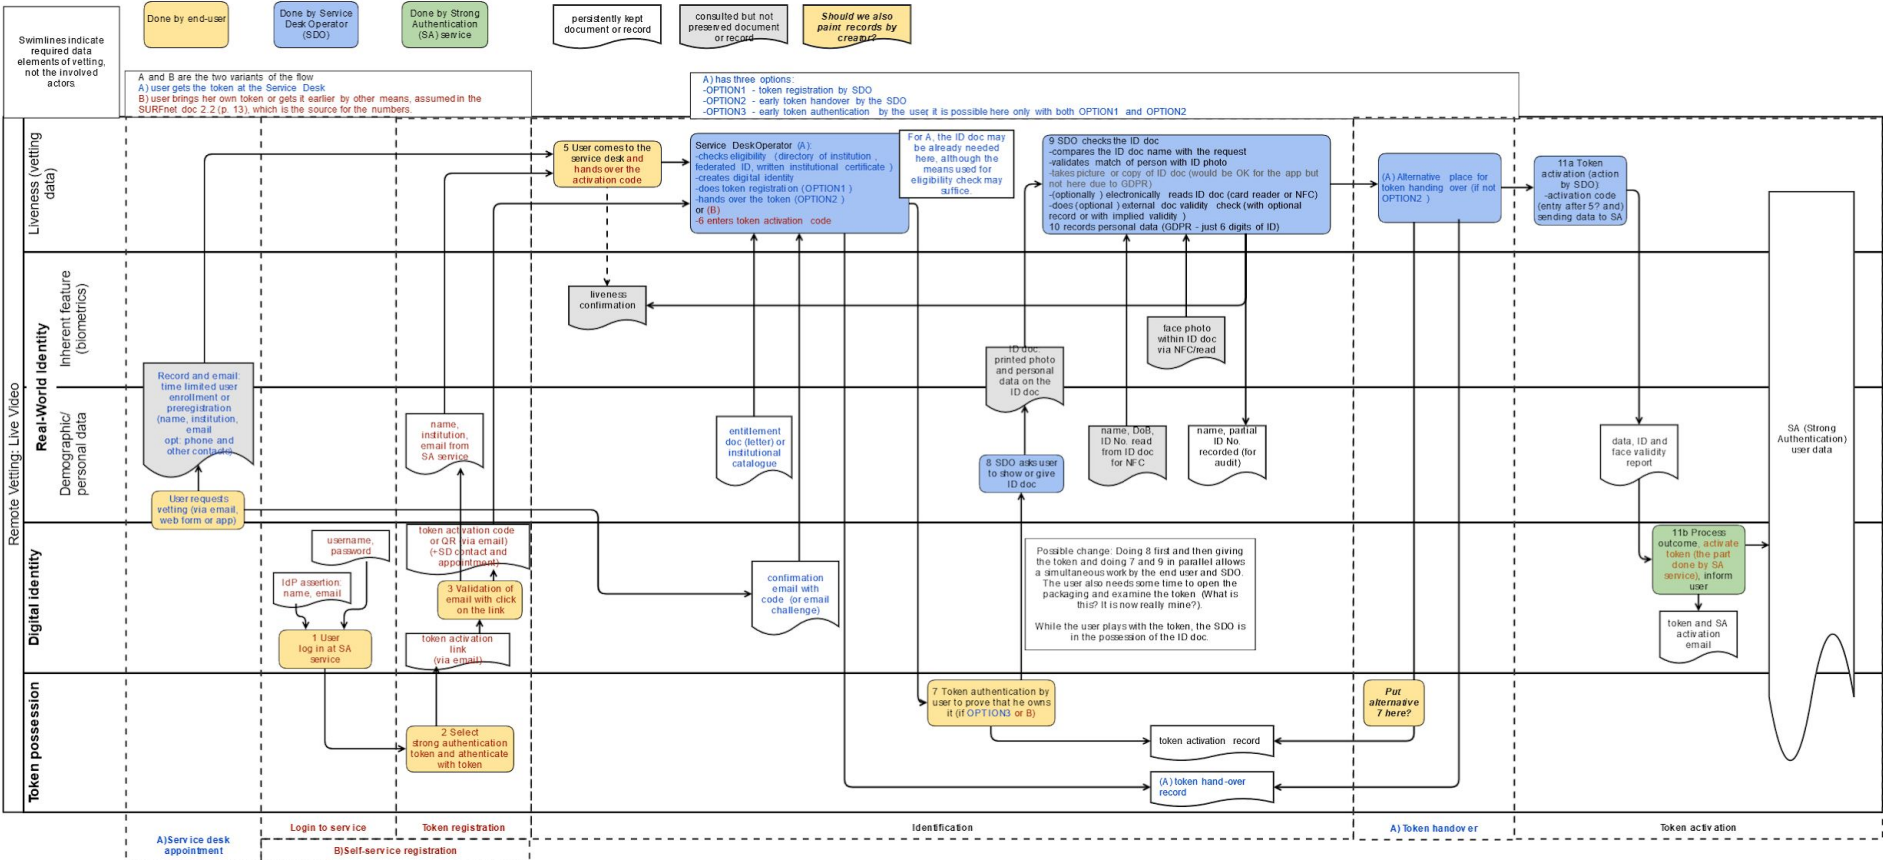 Swimlines indicate
required data
elements of vetting,
not the involved
actors.
Done by end-user
Done by Service
Desk Operator
(SDO)
Done by Strong
Authentication
(SA) service
persistently kept
document or record
consulted but not
preserved document
or record
Should we also
paint records by
creator?
A and B are the two variants of the flow
A) user gets the token at the Service Desk
B) user brings her own token or gets it earlier by other means, assumed in the
SURFnet doc 2.2 (p. 13), which is the source for the numbers.
A) has three options:
-OPTION1 - token registration by SDO
-OPTION2 - early token handover by the SDO
-OPTION3 - early token authentication by the user, it is possible here only with both OPTION1 and OPTION2
Remote Vetting: Live Video
Liveness (vetting
data)
5 User comes to the
service desk and
hands over the
activation code
Service DeskOperator (A):
-checks eligibility (directory of institution ,
federated ID, written institutional certificate )
-creates digital identity
-does token registration (OPTION1 )
-hands over the token (OPTION2 )
or (B)
-6 enters token activation code
For A, the ID doc may
be already needed
here, although the
means used for
eligibility check may
suffice.
9 SDO checks the ID doc
-compares the ID doc name with the request
-validates match of person with ID photo
-takes picture or copy of ID doc (would be OK for the app but
not here due to GDPR)
-(optionally ) electronically reads ID doc (card reader or NFC)
-does (optional ) external doc validity check (with optional
record or with implied validity )
10 records personal data (GDPR - just 6 digits of ID)
(A) Alternative place for
token handing over (if not
OPTION2 )
11a Token
activation (action
by SDO):
-activation code
(entry after 5? and)
sending data to SA
Real-World Identity
Inherent feature
(biometrics)
liveness
confirmation
face photo
within ID doc
via NFC/read
ID doc:
printed photo
and personal
data on the
ID doc
Demographic/
personal data
Record and email:
time limited user
enrollment or
preregistration
(name, institution,
email
opt: phone and
other contacts)
User requests
vetting (via email,
web form or app)
name,
institution,
email from
SA service
entitlement
doc (letter) or
institutional
catalogue
8 SDO asks user
to show or give
ID doc
name, DoB,
ID No. read
from ID doc
for NFC
name, partial
ID No.
recorded (for
audit)
data, ID and
face validity
report
SA (Strong
Authentication)
user data
Digital identity
username,
password
IdP assertion:
name, email
1 User
log in at SA
service
token activation code
or QR (via email)
(+SD contact and
appointment)
3 Validation of
email with click
on the link
token activation
link
(via email)
confirmation
email with
code (or email
challenge)
Possible change: Doing 8 first and then giving
the token and doing 7 and 9 in parallel allows
a simultaneous work by the end user and SDO.
The user also needs some time to open the
packaging and examine the token (What is
this? It is now really mine?).
While the user plays with the token, the SDO is
in the possession of the ID doc.
11b Process
outcome, activate
token (the part
done by SA
service), inform
user
token and SA
activation
email
Token possession
2 Select
strong authentication
token and athenticate
with token
7 Token authentication by
user to prove that he owns
it (if OPTION3 or B)
Put
alternative
7 here?
token activation record
(A) token hand-over
record
A)Service desk
appointment
Login to service
Token registration
B)Self-service registration
Identification
A) Token handover
Token activation